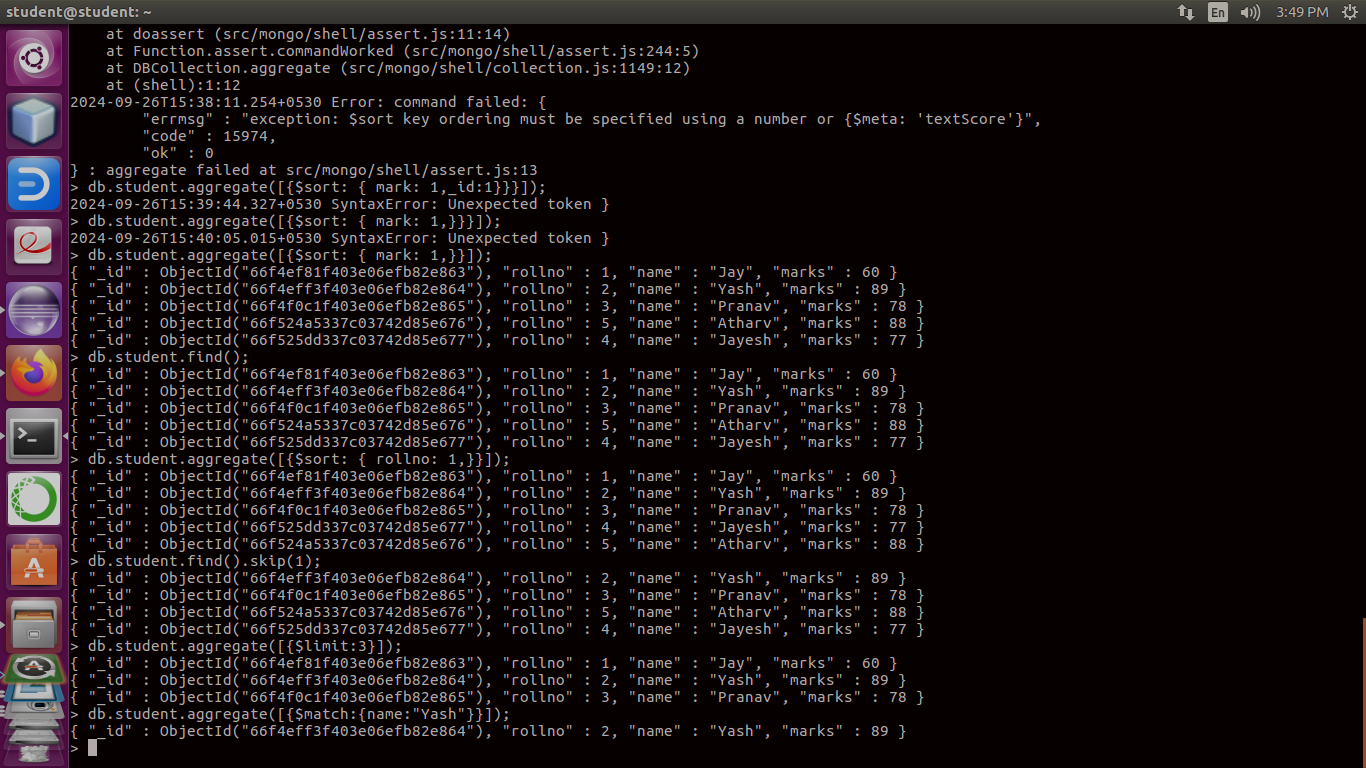 student@student: ~
En
3:49 PM
    at doassert (src/mongo/shell/assert.js:11:14)
    at Function.assert.commandWorked (src/mongo/shell/assert.js:244:5)
    at DBCollection.aggregate (src/mongo/shell/collection.js:1149:12)
    at (shell):1:12
2024-09-26T15:38:11.254+0530 Error: command failed: {
        "errmsg" : "exception: $sort key ordering must be specified using a number or {$meta: 'textScore'}",
        "code" : 15974,
        "ok" : 0
} : aggregate failed at src/mongo/shell/assert.js:13
> db.student.aggregate([{$sort: { mark: 1,_id:1}}}]);
2024-09-26T15:39:44.327+0530 SyntaxError: Unexpected token }
> db.student.aggregate([{$sort: { mark: 1,}}}]);
2024-09-26T15:40:05.015+0530 SyntaxError: Unexpected token }
> db.student.aggregate([{$sort: { mark: 1,}}]);
{ "_id" : ObjectId("66f4ef81f403e06efb82e863"), "rollno" : 1, "name" : "Jay", "marks" : 60 }
{ "_id" : ObjectId("66f4eff3f403e06efb82e864"), "rollno" : 2, "name" : "Yash", "marks" : 89 }
{ "_id" : ObjectId("66f4f0c1f403e06efb82e865"), "rollno" : 3, "name" : "Pranav", "marks" : 78 }
{ "_id" : ObjectId("66f524a5337c03742d85e676"), "rollno" : 5, "name" : "Atharv", "marks" : 88 }
{ "_id" : ObjectId("66f525dd337c03742d85e677"), "rollno" : 4, "name" : "Jayesh", "marks" : 77 }
> db.student.find();
{ "_id" : ObjectId("66f4ef81f403e06efb82e863"), "rollno" : 1, "name" : "Jay", "marks" : 60 }
{ "_id" : ObjectId("66f4eff3f403e06efb82e864"), "rollno" : 2, "name" : "Yash", "marks" : 89 }
{ "_id" : ObjectId("66f4f0c1f403e06efb82e865"), "rollno" : 3, "name" : "Pranav", "marks" : 78 }
{ "_id" : ObjectId("66f524a5337c03742d85e676"), "rollno" : 5, "name" : "Atharv", "marks" : 88 }
{ "_id" : ObjectId("66f525dd337c03742d85e677"), "rollno" : 4, "name" : "Jayesh", "marks" : 77 }
> db.student.aggregate([{$sort: { rollno: 1,}}]);
{ "_id" : ObjectId("66f4ef81f403e06efb82e863"), "rollno" : 1, "name" : "Jay", "marks" : 60 }
{ "_id" : ObjectId("66f4eff3f403e06efb82e864"), "rollno" : 2, "name" : "Yash", "marks" : 89 }
{ "_id" : ObjectId("66f4f0c1f403e06efb82e865"), "rollno" : 3, "name" : "Pranav", "marks" : 78 }
{ "_id" : ObjectId("66f525dd337c03742d85e677"), "rollno" : 4, "name" : "Jayesh", "marks" : 77 }
{ "_id" : ObjectId("66f524a5337c03742d85e676"), "rollno" : 5, "name" : "Atharv", "marks" : 88 }
> db.student.find().skip(1);
{ "_id" : ObjectId("66f4eff3f403e06efb82e864"), "rollno" : 2, "name" : "Yash", "marks" : 89 }
{ "_id" : ObjectId("66f4f0c1f403e06efb82e865"), "rollno" : 3, "name" : "Pranav", "marks" : 78 }
{ "_id" : ObjectId("66f524a5337c03742d85e676"), "rollno" : 5, "name" : "Atharv", "marks" : 88 }
{ "_id" : ObjectId("66f525dd337c03742d85e677"), "rollno" : 4, "name" : "Jayesh", "marks" : 77 }
> db.student.aggregate([{$limit:3}]);
{ "_id" : ObjectId("66f4ef81f403e06efb82e863"), "rollno" : 1, "name" : "Jay", "marks" : 60 }
{ "_id" : ObjectId("66f4eff3f403e06efb82e864"), "rollno" : 2, "name" : "Yash", "marks" : 89 }
{ "_id" : ObjectId("66f4f0c1f403e06efb82e865"), "rollno" : 3, "name" : "Pranav", "marks" : 78 }
> db.student.aggregate([{$match:{name:"Yash"}}]);
{ "_id" : ObjectId("66f4eff3f403e06efb82e864"), "rollno" : 2, "name" : "Yash", "marks" : 89 }
>